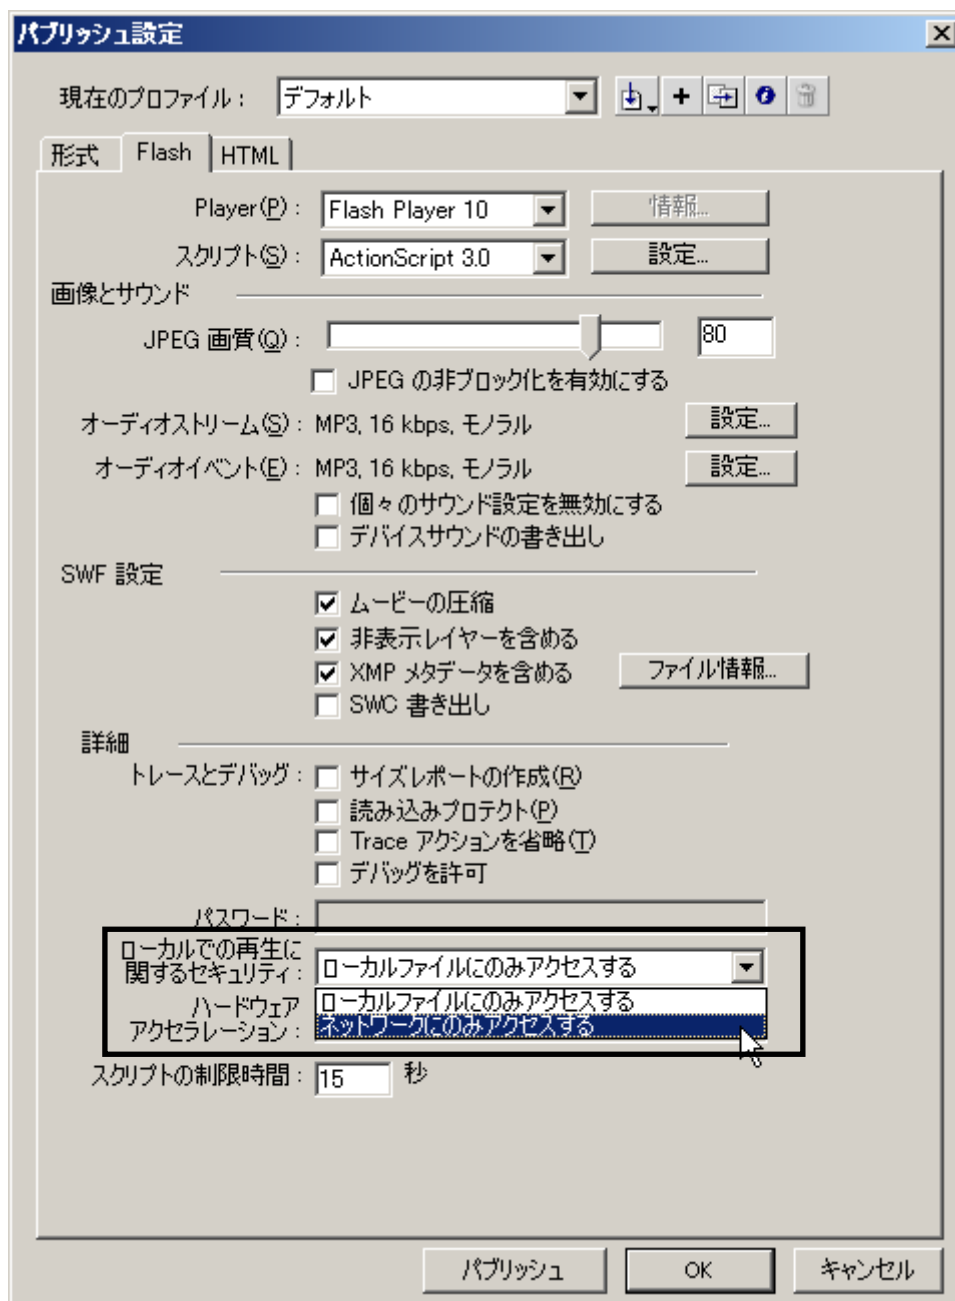 パブリッシュ設定
現在のプロファイル： デフォルト
形式 Flash HTML
Player(P)： Flash Player 10 情報...
スクリプト(S)： ActionScript 3.0 設定...
画像とサウンド
JPEG 画質(Q)： 80
JPEG の非ブロック化を有効にする
オーディオストリーム(S)： MP3, 16 kbps, モノラル 設定...
オーディオイベント(E)： MP3, 16 kbps, モノラル 設定...
個々のサウンド設定を無効にする
デバイスサウンドの書き出し
SWF 設定
ムービーの圧縮
非表示レイヤーを含める
XMP メタデータを含める ファイル情報...
SWC 書き出し
詳細
トレースとデバッグ： サイズレポートの作成(R)
読み込みプロテクト(P)
Trace アクションを省略(T)
デバッグを許可
パスワード：
ローカルでの再生に
関するセキュリティ： ローカルファイルにのみアクセスする
ハードウェア ローカルファイルにのみアクセスする
アクセラレーション： ネットワークにのみアクセスする
スクリプトの制限時間： 15 秒
パブリッシュ OK キャンセル